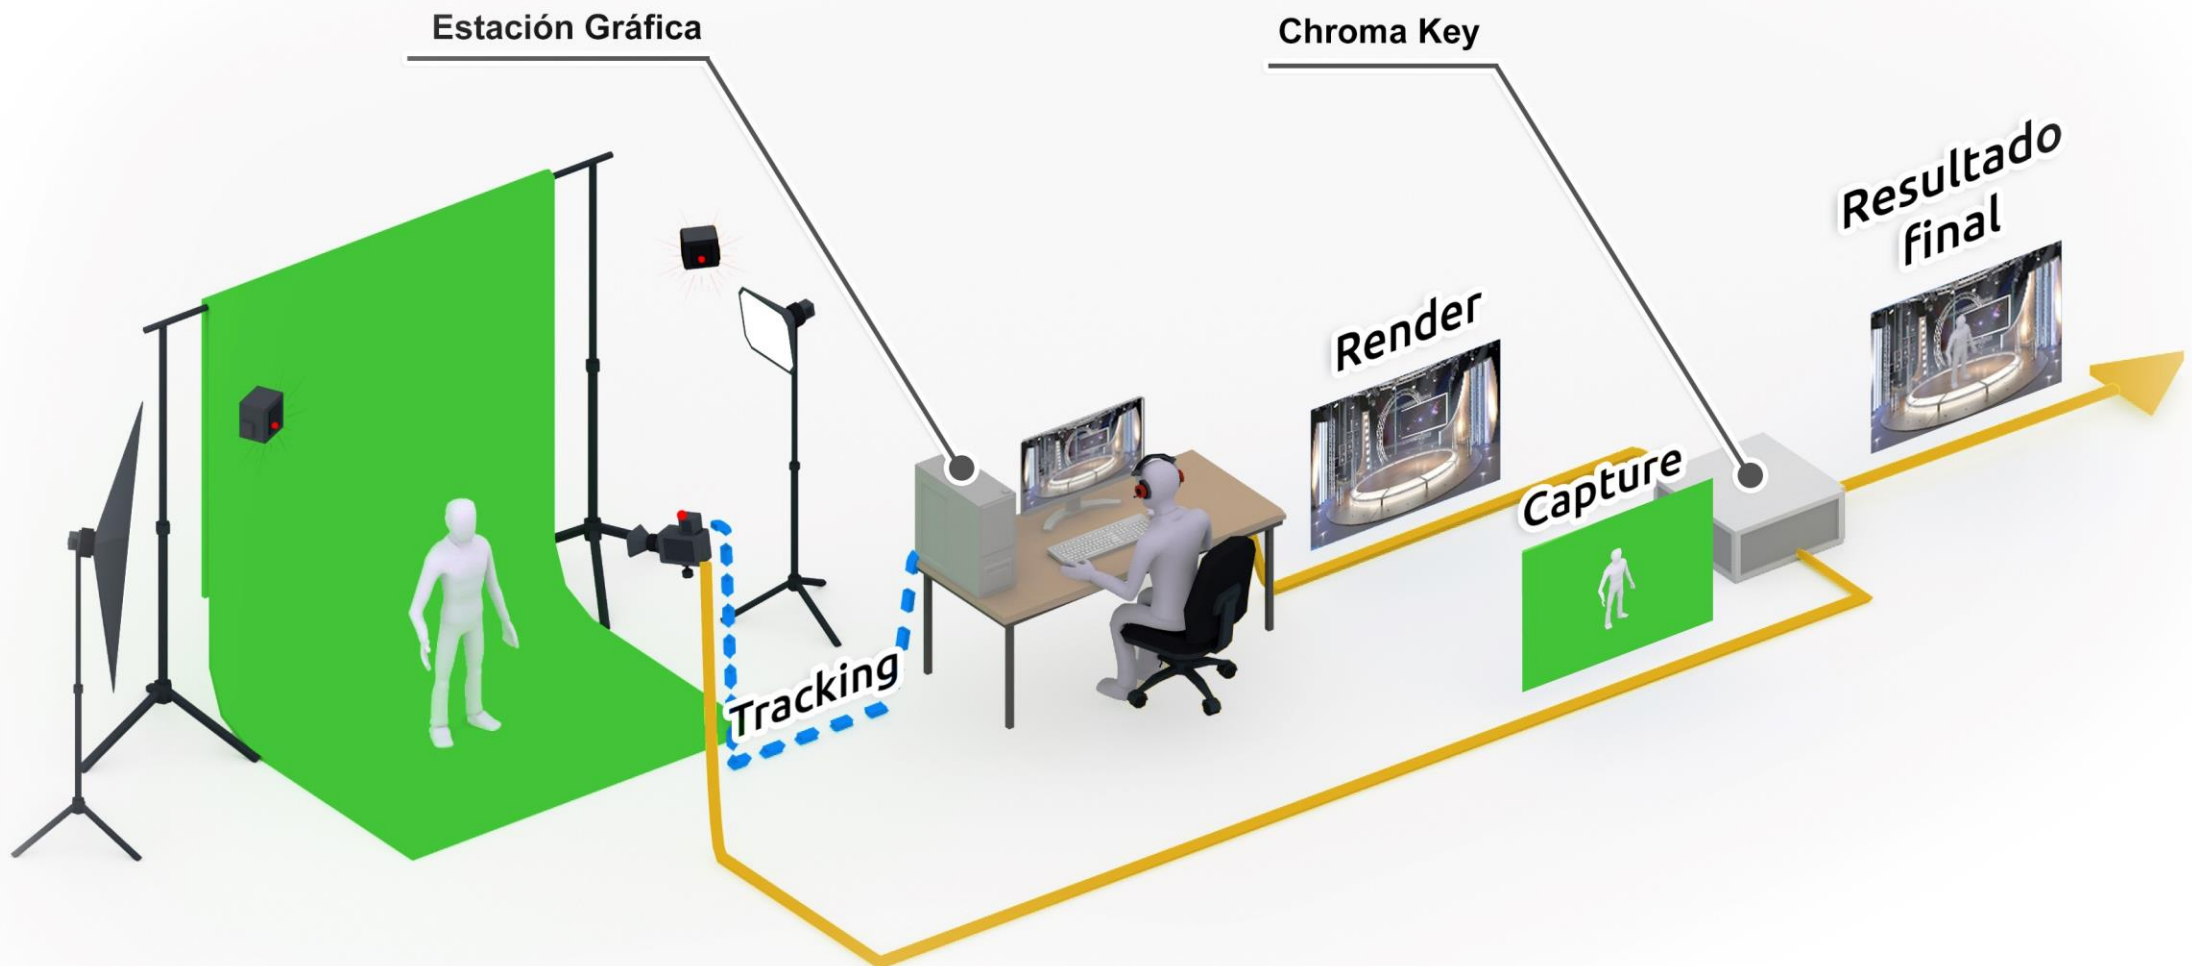 Estación Gráfica
Chroma Key
Resultado
final
Render
Capture
Tracking